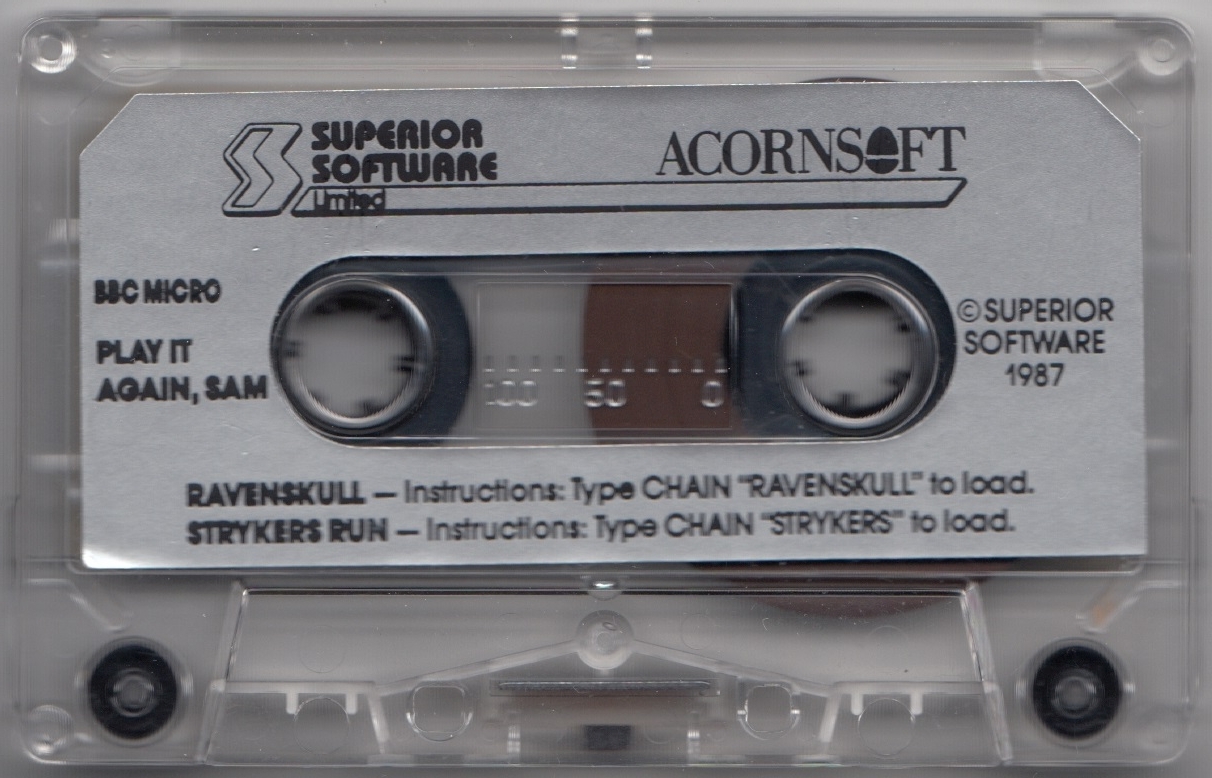 SUPERIOR
SOFTWARE
Limited
ACORNSOFT
BBC MICRO
PLAY IT
AGAIN, SAM
100 50 0
©SUPERIOR
SOFTWARE
1987
RAVENSKULL — Instructions: Type CHAIN “RAVENSKULL” to load.
STRYKERS RUN — Instructions: Type CHAIN “STRYKERS” to load.